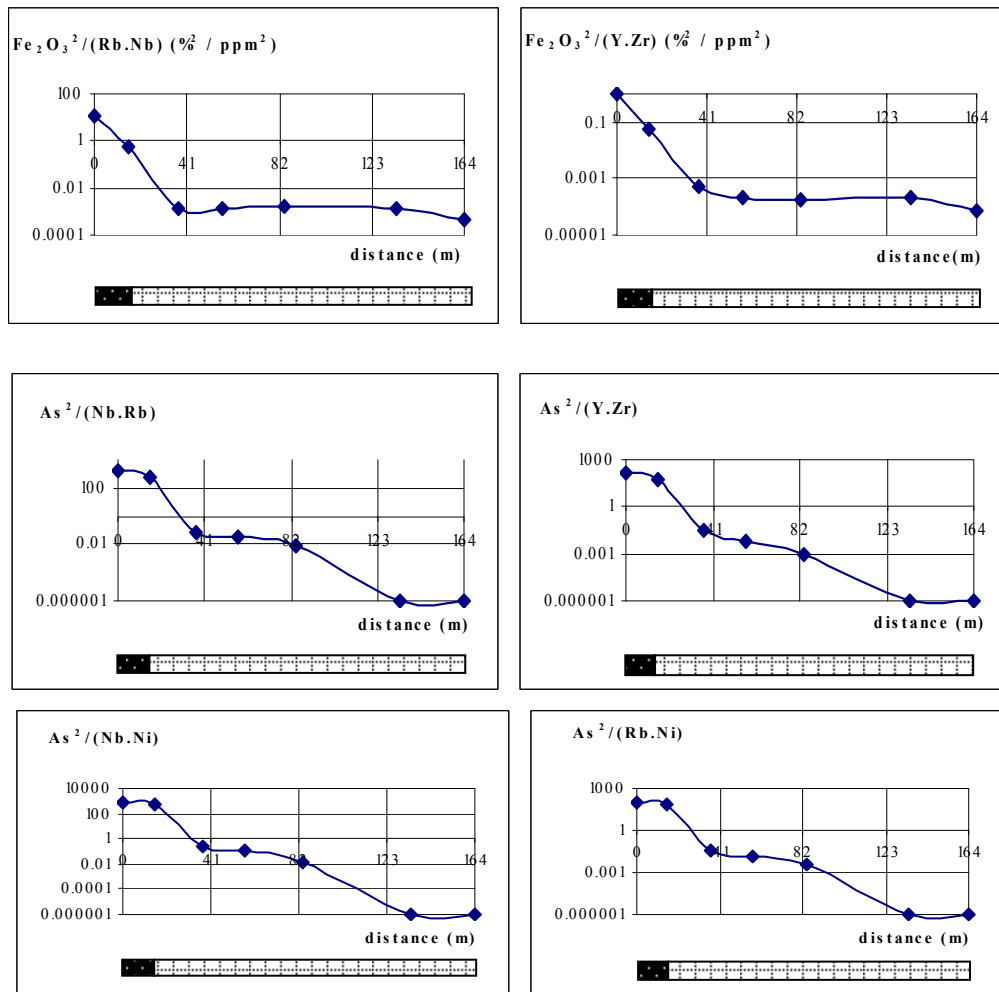 Fe₂O₃²/(Rb.Nb) (%² / ppm²)
100
1
0.01
0.0001
0 41 82 123 164
distance (m)
Fe₂O₃²/(Y.Zr) (%² / ppm²)
0.1
0.001
0.00001
0 41 82 123 164
distance(m)
As²/(Nb.Rb)
100
0.01
0.000001
0 41 82 123 164
distance (m)
As²/(Y.Zr)
1000
1
0.001
0.000001
0 41 82 123 164
distance (m)
As²/(Nb.Ni)
10000
100
1
0.01
0.0001
0.000001
0 41 82 123 164
distance (m)
As²/(Rb.Ni)
1000
1
0.001
0.000001
0 41 82 123 164
distance (m)